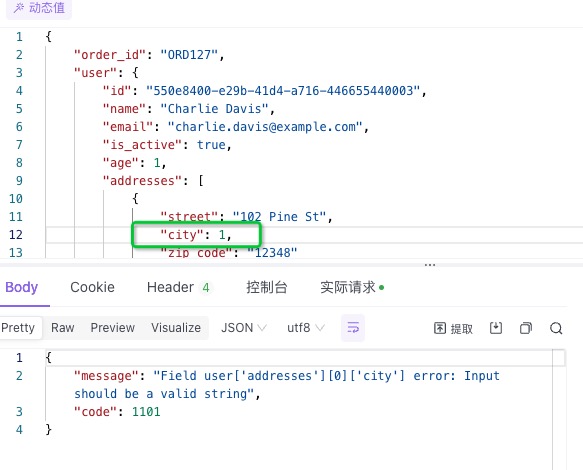 动态值
1 {
2 "order_id": "ORD127",
3 "user": {
4 "id": "550e8400-e29b-41d4-a716-446655440003",
5 "name": "Charlie Davis",
6 "email": "charlie.davis@example.com",
7 "is_active": true,
8 "age": 1,
9 "addresses": [
10 {
11 "street": "102 Pine St",
12 "city": 1,
13 "zip_code": "12348"
Body Cookie Header 4 控制台 实际请求
Pretty Raw Preview Visualize JSON utf8 提取
1 {
2 "message": "Field user['addresses'][0]['city'] error: Input
should be a valid string",
3 "code": 1101
4 }